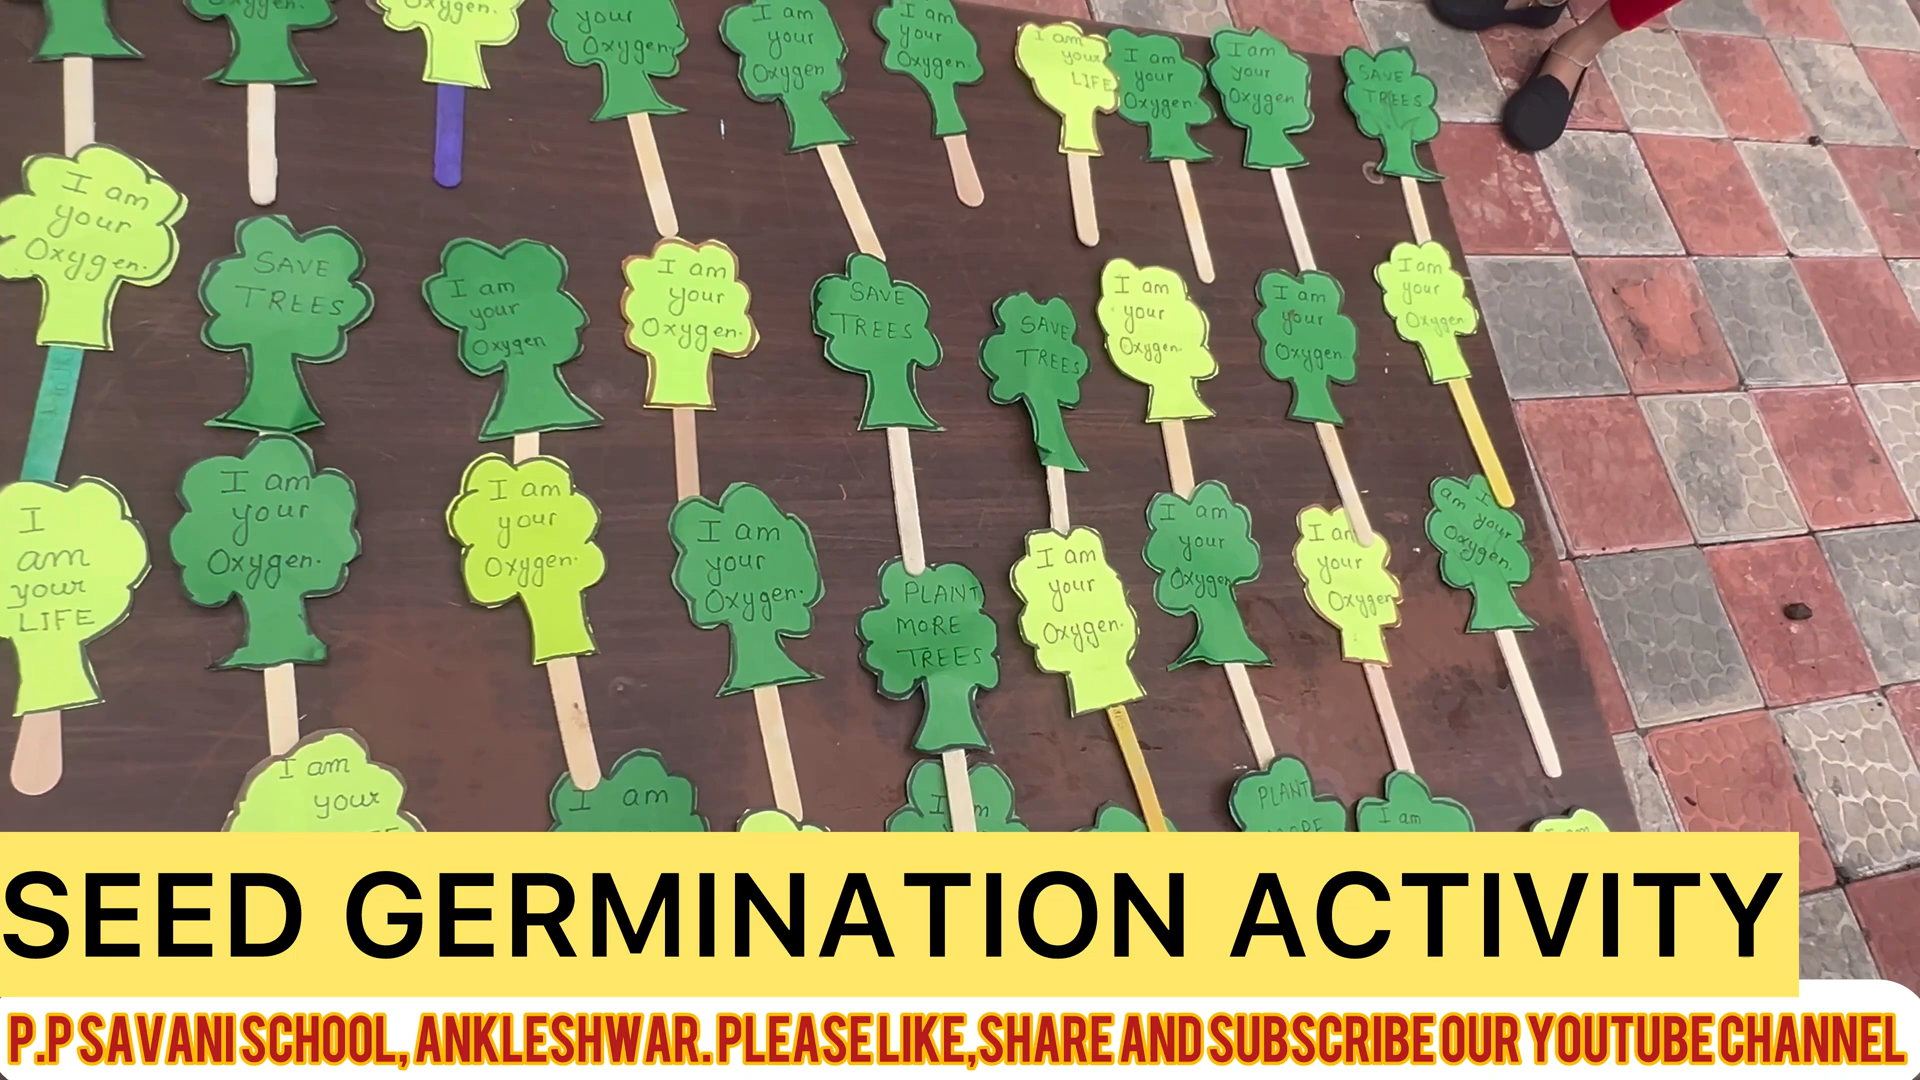 Oxygen.
Oxygen.
your
Oxygen.
I am
your
Oxygen
I am
your
Oxygen.
I am
your
LIFE
I am
your
Oxygen.
I am
your
Oxygen
SAVE
TREES
I am
your
Oxygen.
SAVE
TREES
I am
your
Oxygen
I am
your
Oxygen.
SAVE
TREES
SAVE
TREES
I am
your
Oxygen.
I am
your
Oxygen.
I am
your
Oxygen
I
am
your
LIFE
I am
your
Oxygen.
I am
your
Oxygen.
I am
your
Oxygen.
PLANT
MORE
TREES
I am
your
Oxygen.
I am
your
Oxygen
I am
your
Oxygen
I
am your
Oxygen.
I am
your
I am
I
PLANT
MORE
I am
SEED GERMINATION ACTIVITY
P.P SAVANI SCHOOL, ANKLESHWAR. PLEASE LIKE, SHARE AND SUBSCRIBE OUR YOUTUBE CHANNEL